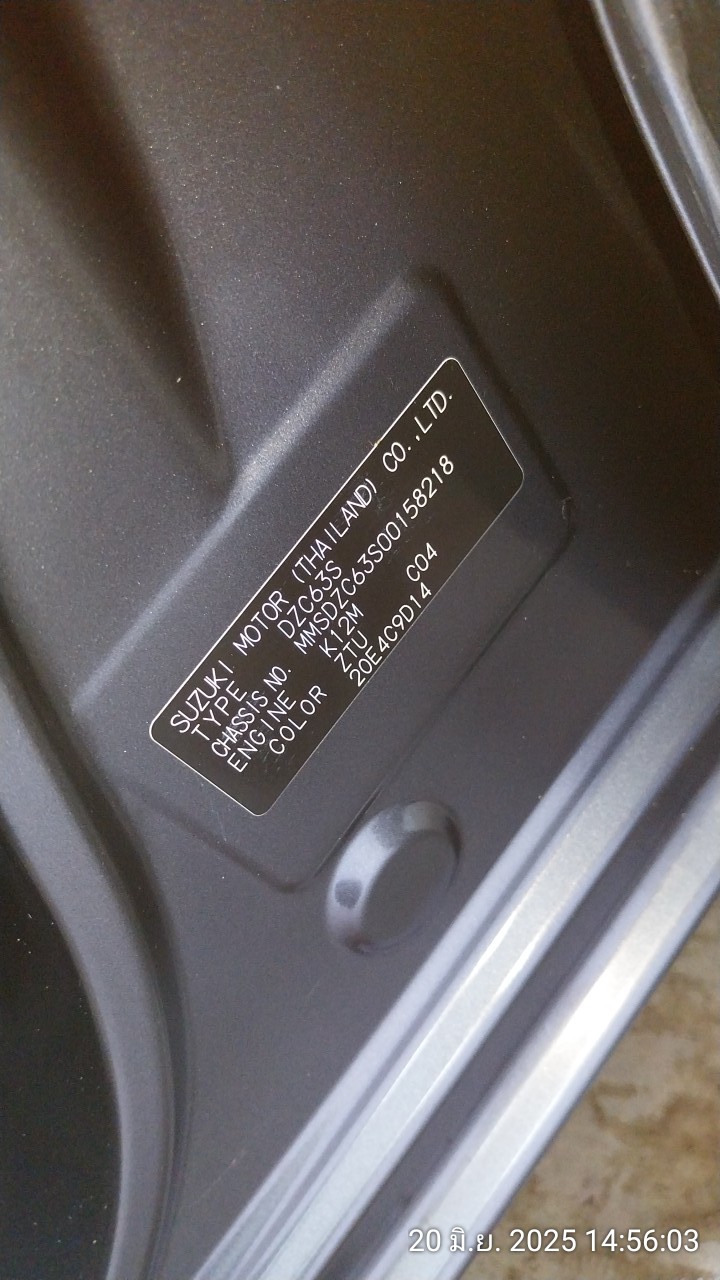 SUZUKI MOTOR (THAILAND) CO.,LTD.
TYPE DZC63S
CHASSIS NO. MMSDZC63S00158218
ENGINE K12M
COLOR ZTU C04
20E4C9D14
20 มิ.ย. 2025 14:56:03